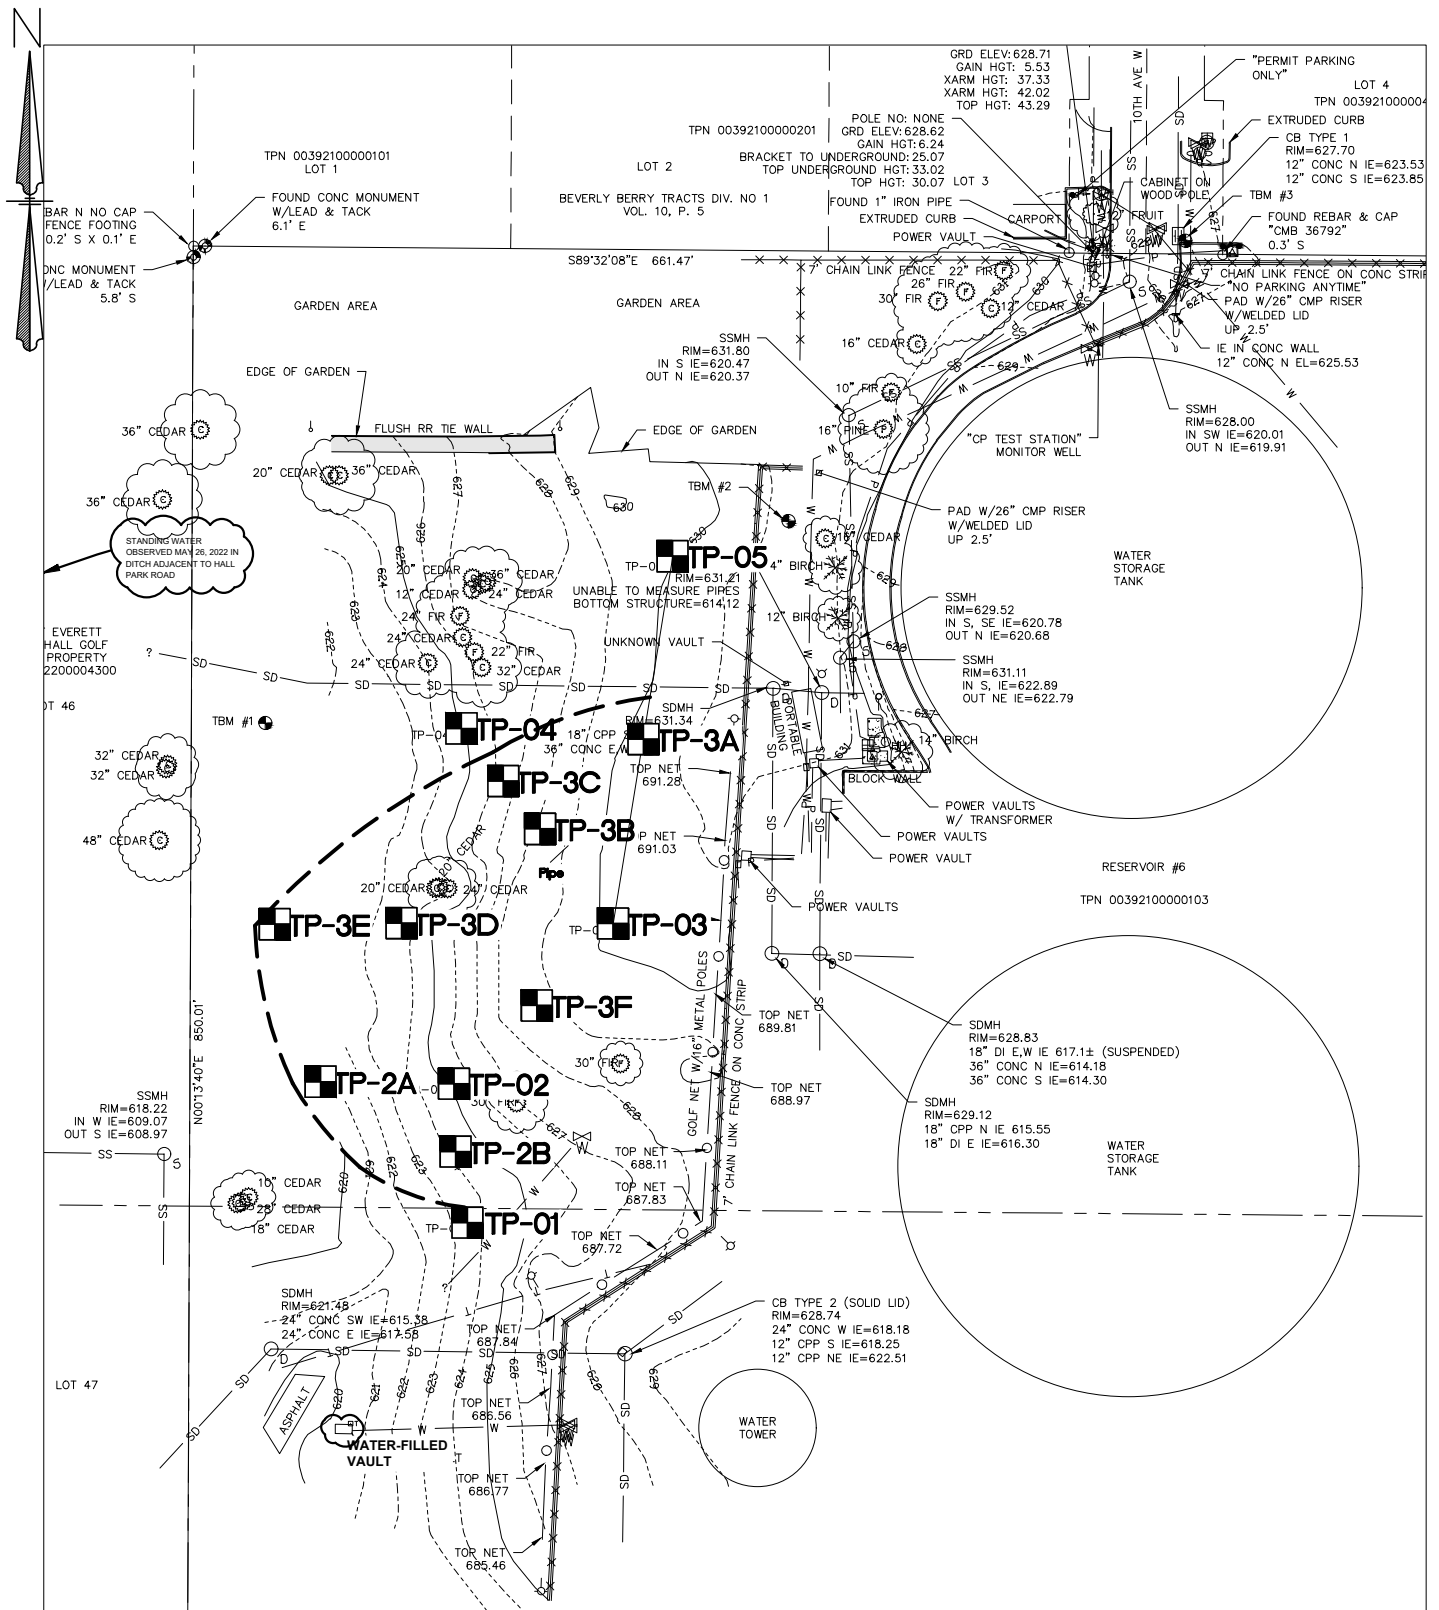 N
GRD ELEV: 628.71
GAIN HGT: 5.53
XARM HGT: 37.33
XARM HGT: 42.02
TOP HGT: 43.29
10TH AVE W
"PERMIT PARKING
ONLY"
LOT 4
TPN 003921000004
EXTRUDED CURB
CB TYPE 1
RIM=627.70
12" CONC N IE=623.53
12" CONC S IE=623.85
POLE NO: NONE
GRD ELEV: 628.62
GAIN HGT: 6.24
BRACKET TO UNDERGROUND: 25.07
TOP UNDERGROUND HGT: 33.02
TOP HGT: 30.07
LOT 3
TPN 00392100000201
LOT 2
BEVERLY BERRY TRACTS DIV. NO 1
VOL. 10, P. 5
TPN 00392100000101
LOT 1
FOUND CONC MONUMENT
W/LEAD & TACK
6.1' E
BAR N NO CAP
FENCE FOOTING
0.2' S X 0.1' E
ONC MONUMENT
/LEAD & TACK
5.8' S
CABINET ON
WOOD POLE
TBM #3
12" FRUIT
FOUND 1" IRON PIPE
CARPORT
EXTRUDED CURB
POWER VAULT
FOUND REBAR & CAP
"CMB 36792"
0.3' S
S89°32'08"E 661.47'
7' CHAIN LINK FENCE
7' CHAIN LINK FENCE ON CONC STRIP
"NO PARKING ANYTIME"
PAD W/26" CMP RISER
W/WELDED LID
UP 2.5'
IE IN CONC WALL
12" CONC N EL=625.53
22" FIR
26" FIR
30" FIR
12" CEDAR
16" CEDAR
GARDEN AREA
GARDEN AREA
SSMH
RIM=631.80
IN S IE=620.47
OUT N IE=620.37
EDGE OF GARDEN
FLUSH RR TIE WALL
EDGE OF GARDEN
10" FIR
16" PINE
"CP TEST STATION"
MONITOR WELL
SSMH
RIM=628.00
IN SW IE=620.01
OUT N IE=619.91
36" CEDAR
20" CEDAR
36" CEDAR
36" CEDAR
TBM #2
PAD W/26" CMP RISER
W/WELDED LID
UP 2.5'
STANDING WATER
OBSERVED MAY 26, 2022 IN
DITCH ADJACENT TO HALL
PARK ROAD
WATER
STORAGE
TANK
TP-05
RIM=631.21
UNABLE TO MEASURE PIPES
BOTTOM STRUCTURE=614.12
20" CEDAR
36" CEDAR
12" CEDAR
24" CEDAR
24" FIR
24" CEDAR
22" FIR
24" CEDAR
32" CEDAR
12" BIRCH
SSMH
RIM=629.52
IN S, SE IE=620.78
OUT N IE=620.68
SSMH
RIM=631.11
IN S, IE=622.89
OUT NE IE=622.79
EVERETT
HALL GOLF
PROPERTY
2200004300
OT 46
UNKNOWN VAULT
TBM #1
SDMH
RIM=631.34
18" CPP
36" CONC E,W
PORTABLE
BUILDING
TP-04
TP-3A
TP-3C
TP-3B
Pipe
14" BIRCH
BLOCK WALL
TOP NET
691.28
TOP NET
691.03
POWER VAULTS
W/ TRANSFORMER
POWER VAULTS
POWER VAULT
POWER VAULTS
32" CEDAR
32" CEDAR
48" CEDAR
20" CEDAR
20" CEDAR
24" CEDAR
RESERVOIR #6
TPN 00392100000103
TP-3E
TP-3D
TP-03
TP-3F
N00°13'40"E 850.01'
GOLF NET W/16" METAL POLES
7' CHAIN LINK FENCE ON CONC STRIP
TOP NET
689.81
30" FIR
TOP NET
688.97
SDMH
RIM=628.83
18" DI E,W IE 617.1± (SUSPENDED)
36" CONC N IE=614.18
36" CONC S IE=614.30
SDMH
RIM=629.12
18" CPP N IE 615.55
18" DI E IE=616.30
WATER
STORAGE
TANK
TP-2A
TP-02
TP-2B
TP-01
SSMH
RIM=618.22
IN W IE=609.07
OUT S IE=608.97
10" CEDAR
28" CEDAR
18" CEDAR
TOP NET
688.11
TOP NET
687.83
TOP NET
687.72
SDMH
RIM=621.48
24" CONC SW IE=615.38
24" CONC E IE=617.58
TOP NET
687.84
CB TYPE 2 (SOLID LID)
RIM=628.74
24" CONC W IE=618.18
12" CPP S IE=618.25
12" CPP NE IE=622.51
LOT 47
ASPHALT
WATER-FILLED
VAULT
TOP NET
686.56
WATER
TOWER
TOP NET
686.77
TOP NET
685.46